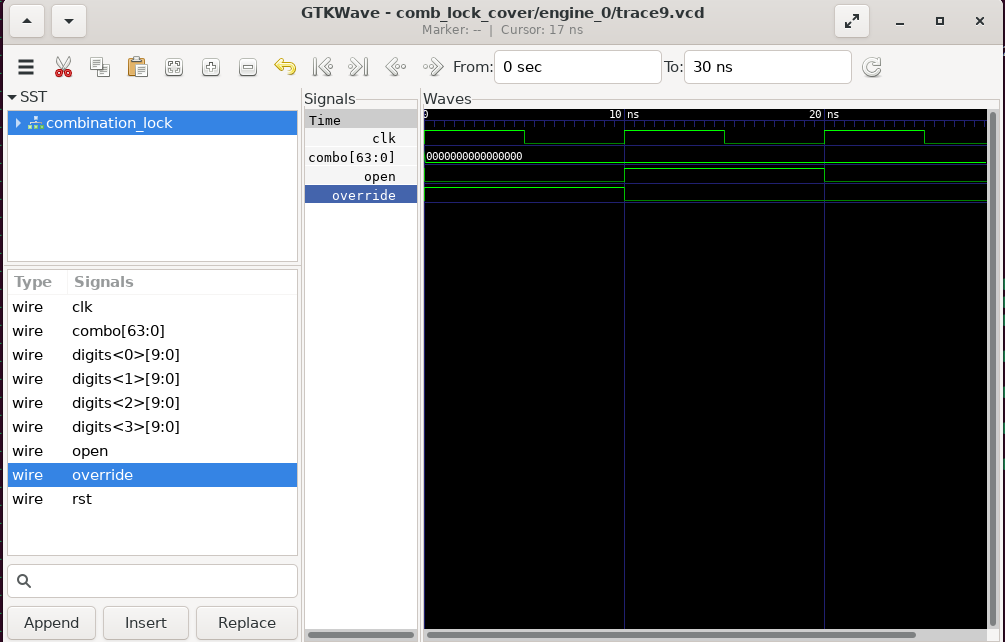 GTKWave - comb_lock_cover/engine_0/trace9.vcd
Marker: -- | Cursor: 17 ns
From: 0 sec To: 30 ns
SST
combination_lock
Type Signals
wire clk
wire combo[63:0]
wire digits<0>[9:0]
wire digits<1>[9:0]
wire digits<2>[9:0]
wire digits<3>[9:0]
wire open
wire override
wire rst
Append Insert Replace
Signals
Time
clk
combo[63:0]
open
override
Waves
0 10 ns 20 ns
0000000000000000